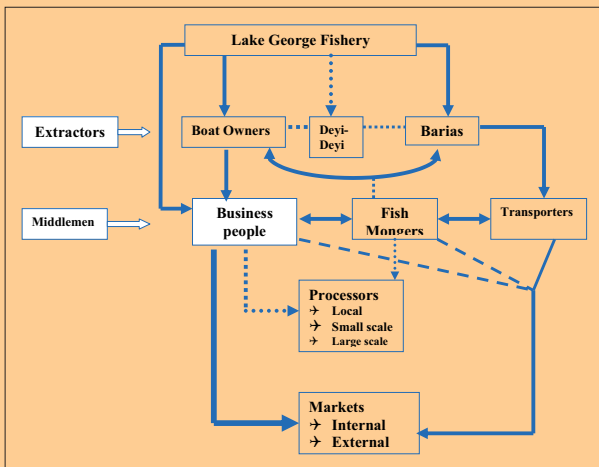 Lake George Fishery
Extractors
Boat Owners
Deyi-
Deyi
Barias
Middlemen
Business
people
Fish
Mongers
Transporters
Processors
Local
Small scale
Large scale
Markets
Internal
External